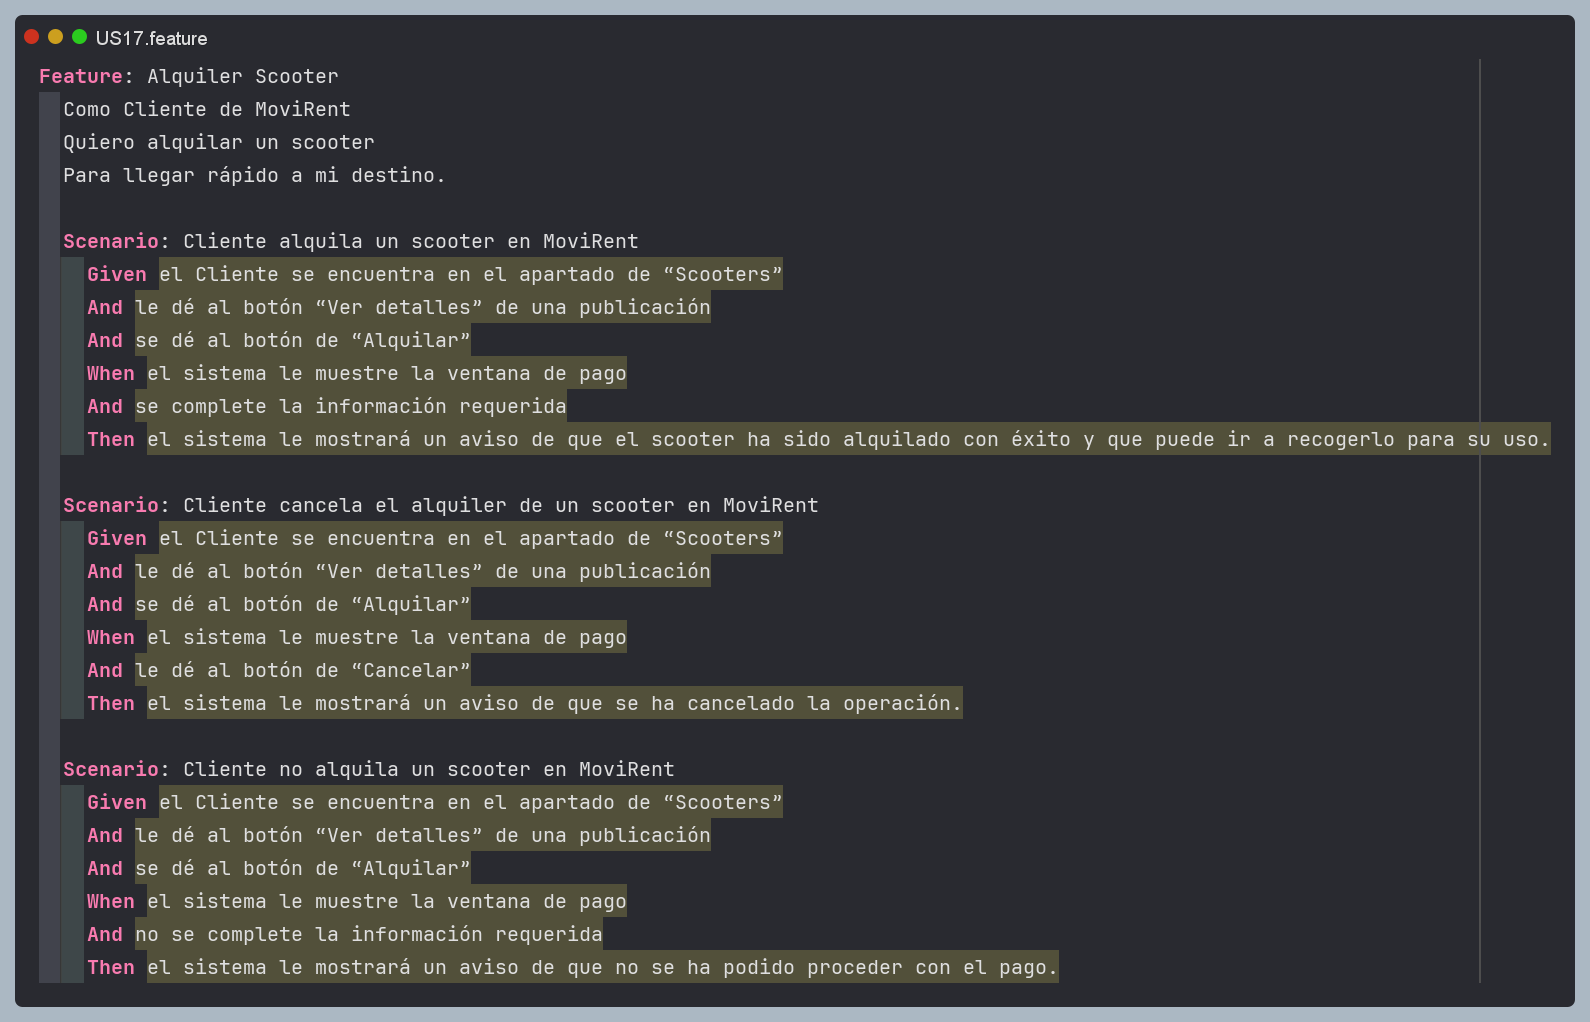 US17.feature
Feature: Alquiler Scooter
Como Cliente de MoviRent
Quiero alquilar un scooter
Para llegar rápido a mi destino.
Scenario: Cliente alquila un scooter en MoviRent
Given el Cliente se encuentra en el apartado de “Scooters”
And le dé al botón “Ver detalles” de una publicación
And se dé al botón de “Alquilar”
When el sistema le muestre la ventana de pago
And se complete la información requerida
Then el sistema le mostrará un aviso de que el scooter ha sido alquilado con éxito y que puede ir a recogerlo para su uso.
Scenario: Cliente cancela el alquiler de un scooter en MoviRent
Given el Cliente se encuentra en el apartado de “Scooters”
And le dé al botón “Ver detalles” de una publicación
And se dé al botón de “Alquilar”
When el sistema le muestre la ventana de pago
And le dé al botón de “Cancelar”
Then el sistema le mostrará un aviso de que se ha cancelado la operación.
Scenario: Cliente no alquila un scooter en MoviRent
Given el Cliente se encuentra en el apartado de “Scooters”
And le dé al botón “Ver detalles” de una publicación
And se dé al botón de “Alquilar”
When el sistema le muestre la ventana de pago
And no se complete la información requerida
Then el sistema le mostrará un aviso de que no se ha podido proceder con el pago.